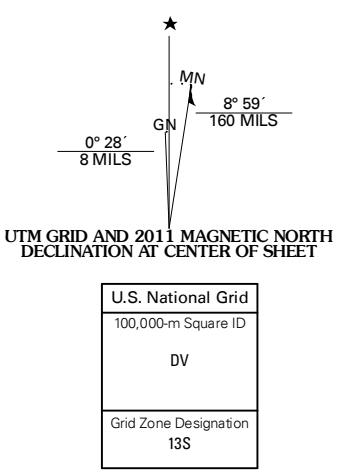 MN
8° 59´
160 MILS
GN
0° 28´
8 MILS
UTM GRID AND 2011 MAGNETIC NORTH
DECLINATION AT CENTER OF SHEET
U.S. National Grid
100,000-m Square ID
DV
Grid Zone Designation
13S